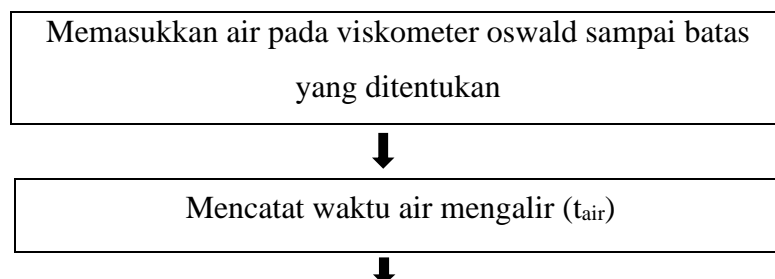 Memasukkan air pada viskometer oswald sampai batas
yang ditentukan
Mencatat waktu air mengalir (tair)